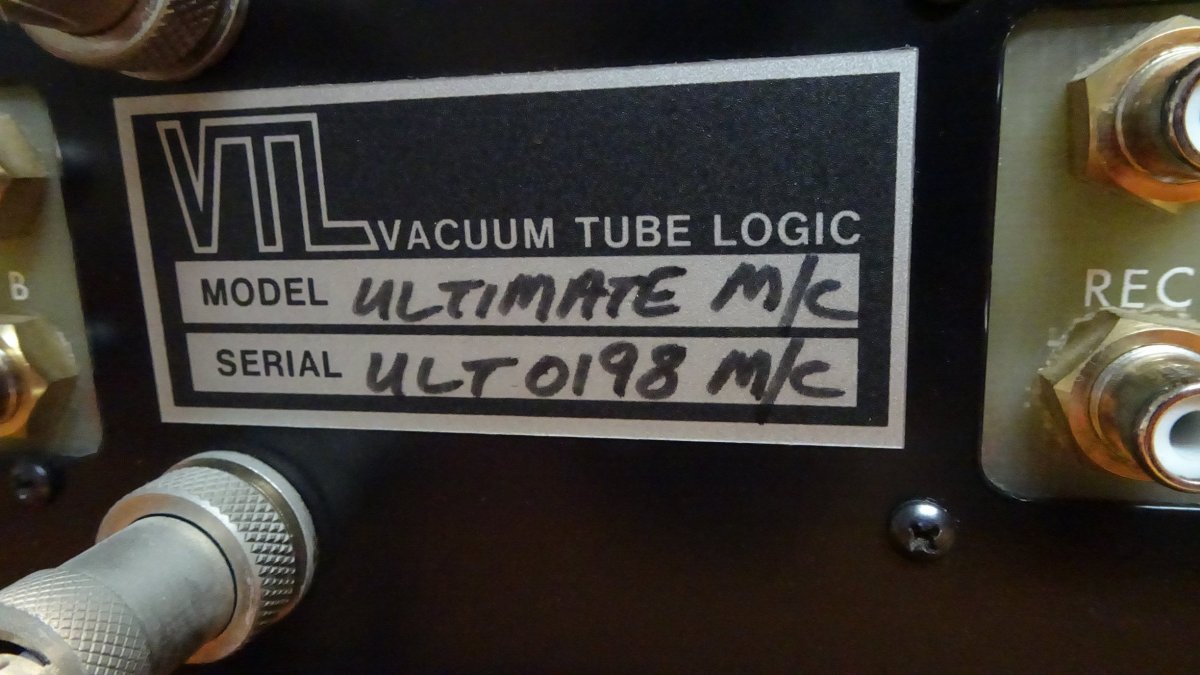 VTL VACUUM TUBE LOGIC
MODEL ULTIMATE M/C
SERIAL ULT0198 M/C
B
REC